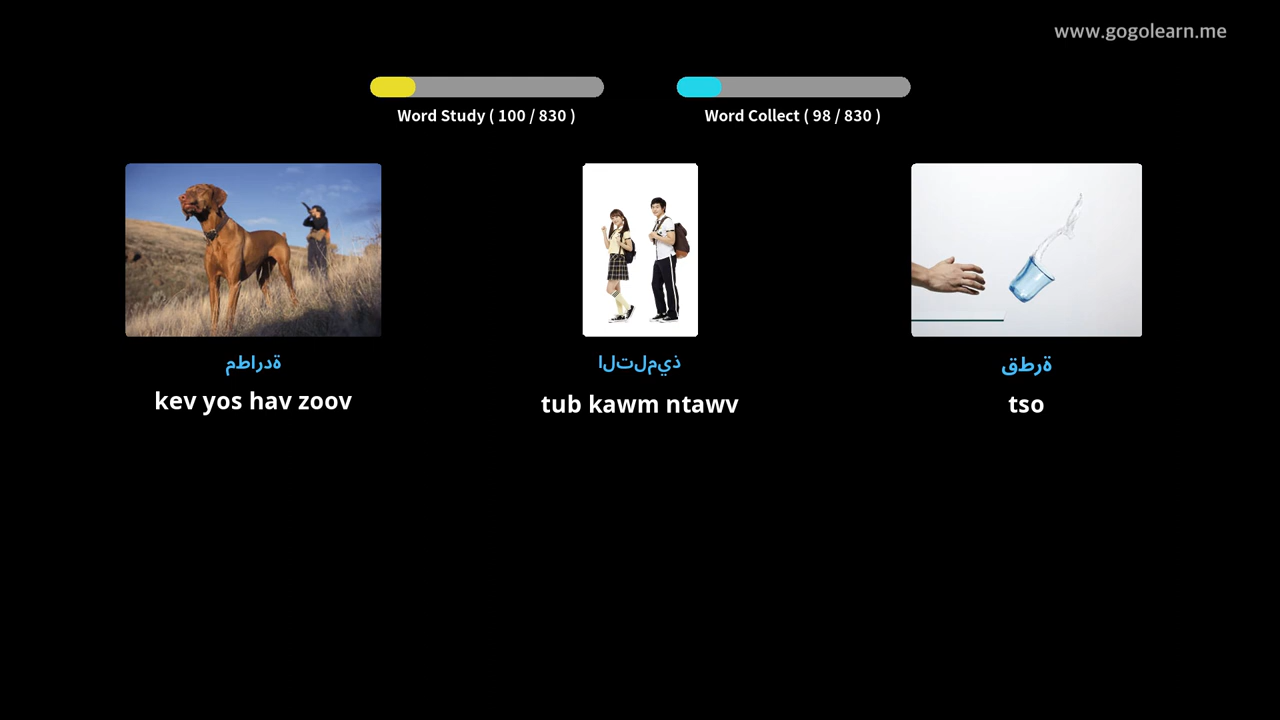 www.gogolearn.me
Word Study ( 100 / 830 )
Word Collect ( 98 / 830 )
مطاردة
التلميذ
قطرة
kev yos hav zoov
tub kawm ntawv
tso